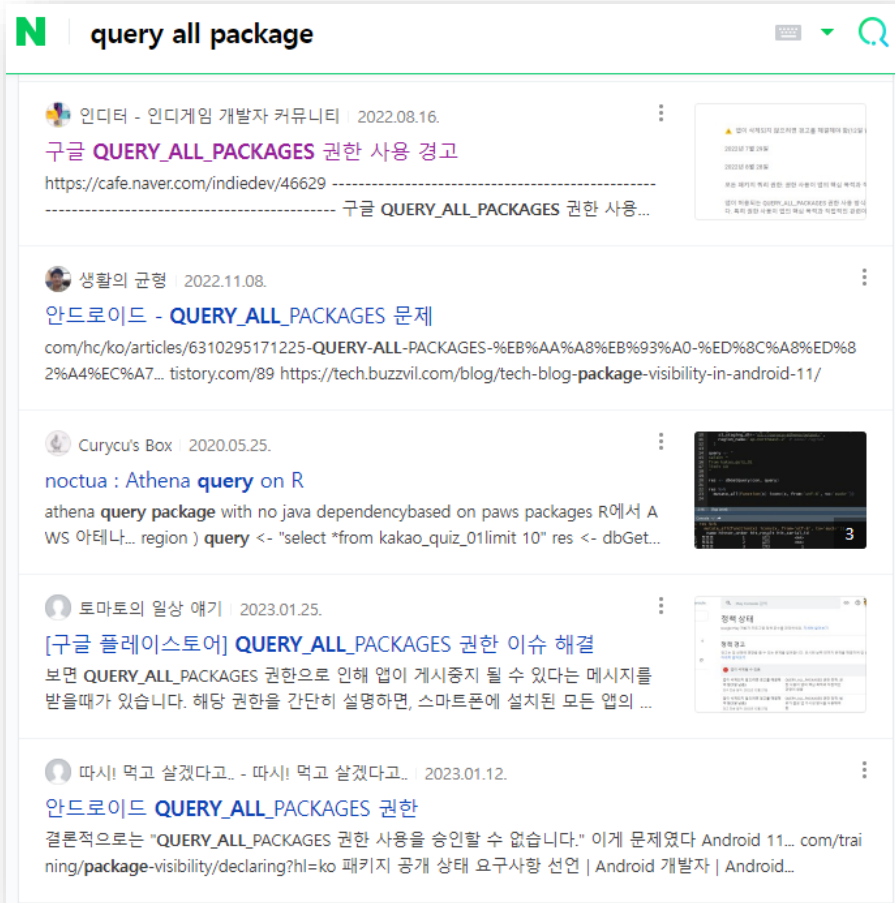 N query all package
인디터 - 인디게임 개발자 커뮤니티 2022.08.16.
구글 QUERY_ALL_PACKAGES 권한 사용 경고
https://cafe.naver.com/indiedev/46629 -------------------------------------------------
-------------------------------------------- 구글 QUERY_ALL_PACKAGES 권한 사용...
생활의 균형 2022.11.08.
안드로이드 - QUERY_ALL_PACKAGES 문제
com/hc/ko/articles/6310295171225-QUERY-ALL-PACKAGES-%EB%AA%A8%EB%93%A0-%ED%8C%A8%ED%8
2%A4%EC%A7... tistory.com/89 https://tech.buzzvil.com/blog/tech-blog-package-visibility-in-android-11/
Curycu's Box 2020.05.25.
noctua : Athena query on R
athena query package with no java dependencybased on paws packages R에서 A
WS 아테나... region ) query <- "select *from kakao_quiz_01limit 10" res <- dbGet...
3
토마토의 일상 얘기 2023.01.25.
[구글 플레이스토어] QUERY_ALL_PACKAGES 권한 이슈 해결
보면 QUERY_ALL_PACKAGES 권한으로 인해 앱이 게시중지 될 수 있다는 메시지를
받을때가 있습니다. 해당 권한을 간단히 설명하면, 스마트폰에 설치된 모든 앱의 ...
정책 상태
따시! 먹고 살겠다고.. - 따시! 먹고 살겠다고.. 2023.01.12.
안드로이드 QUERY_ALL_PACKAGES 권한
결론적으로는 "QUERY_ALL_PACKAGES 권한 사용을 승인할 수 없습니다." 이게 문제였다 Android 11... com/trai
ning/package-visibility/declaring?hl=ko 패키지 공개 상태 요구사항 선언 | Android 개발자 | Android...